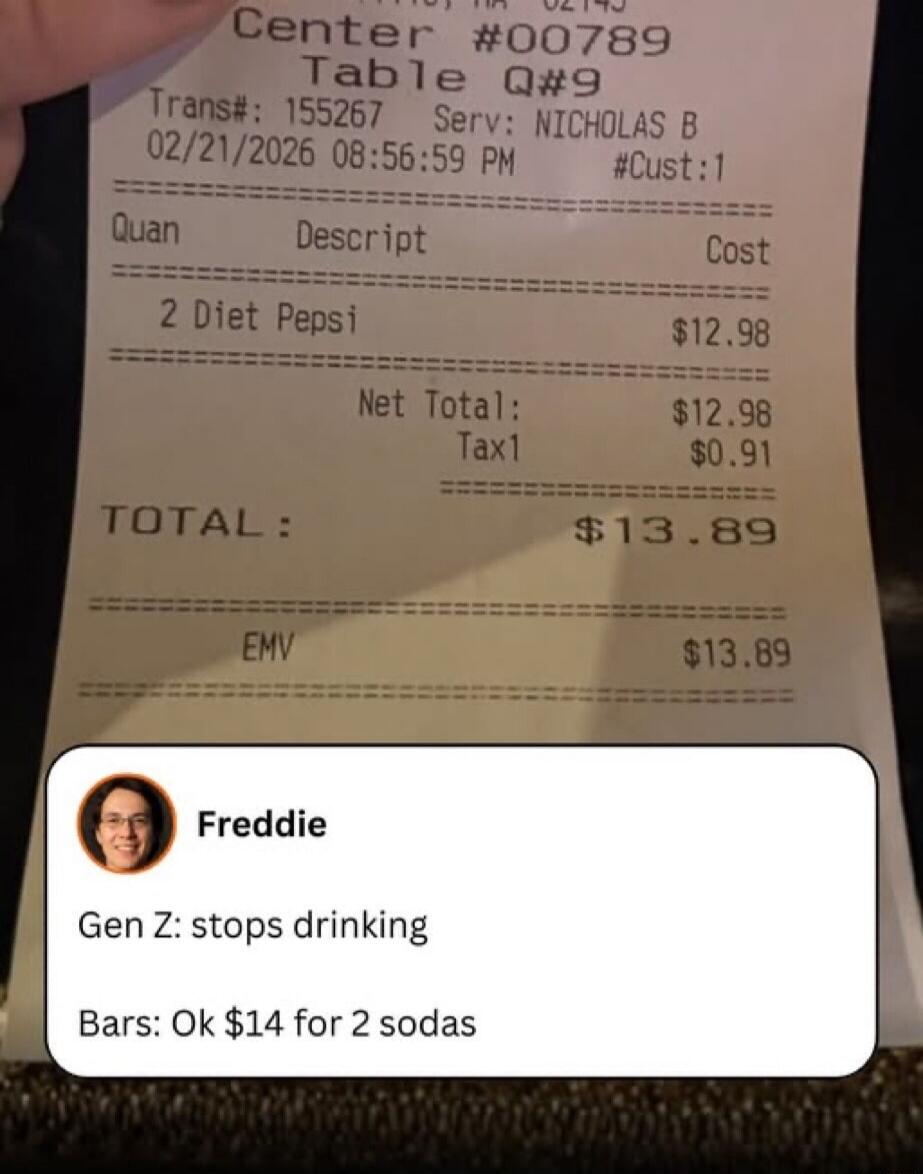 Center #00789
Table Q#9
Trans#: 155267 Serv: NICHOLAS B
02/21/2026 08:56:59 PM #Cust:1
Quan Descript Cost
2 Diet Pepsi $12.98
Net Total: $12.98
Tax1 $0.91
TOTAL: $13.89
EMV $13.89
Freddie
Gen Z: stops drinking
Bars: Ok $14 for 2 sodas